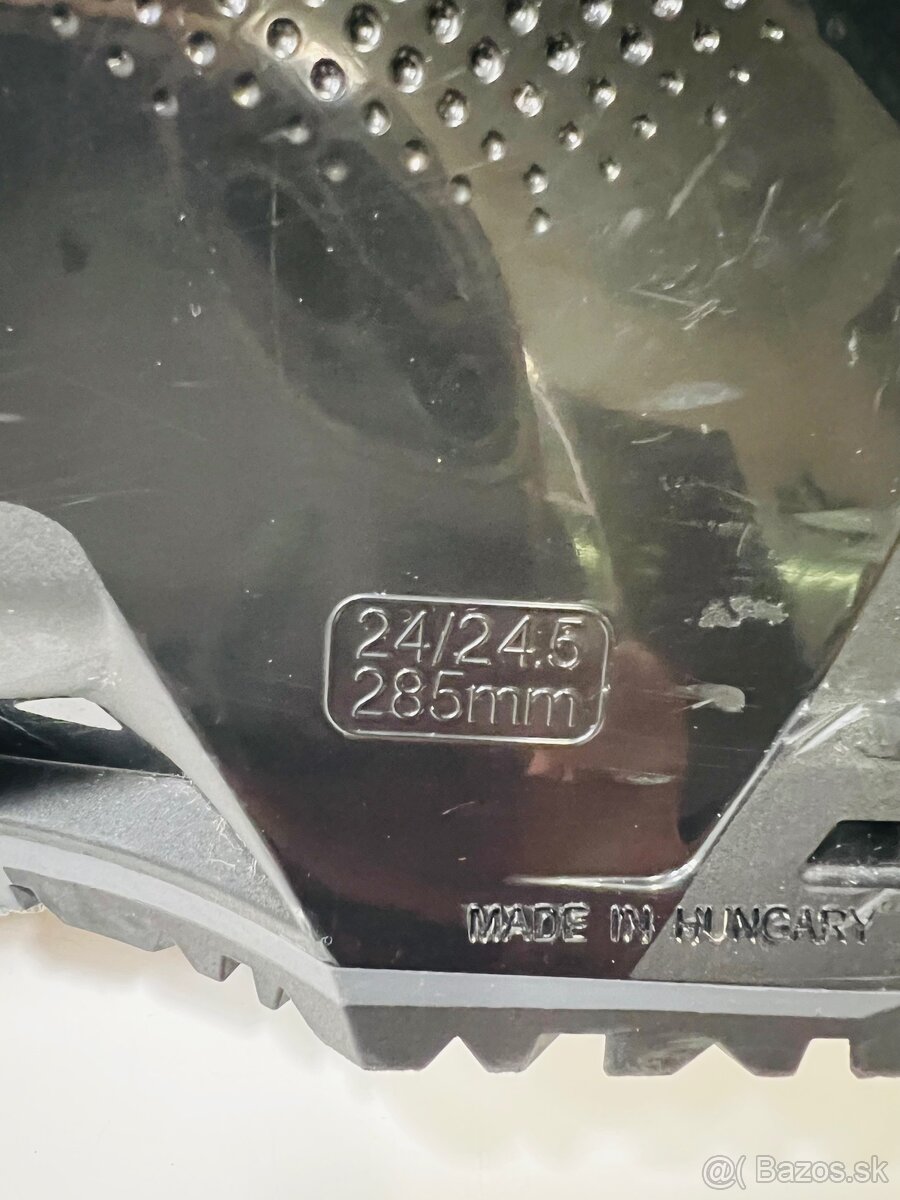 24/24.5
285mm
MADE IN HUNGARY
@( Bazos.sk